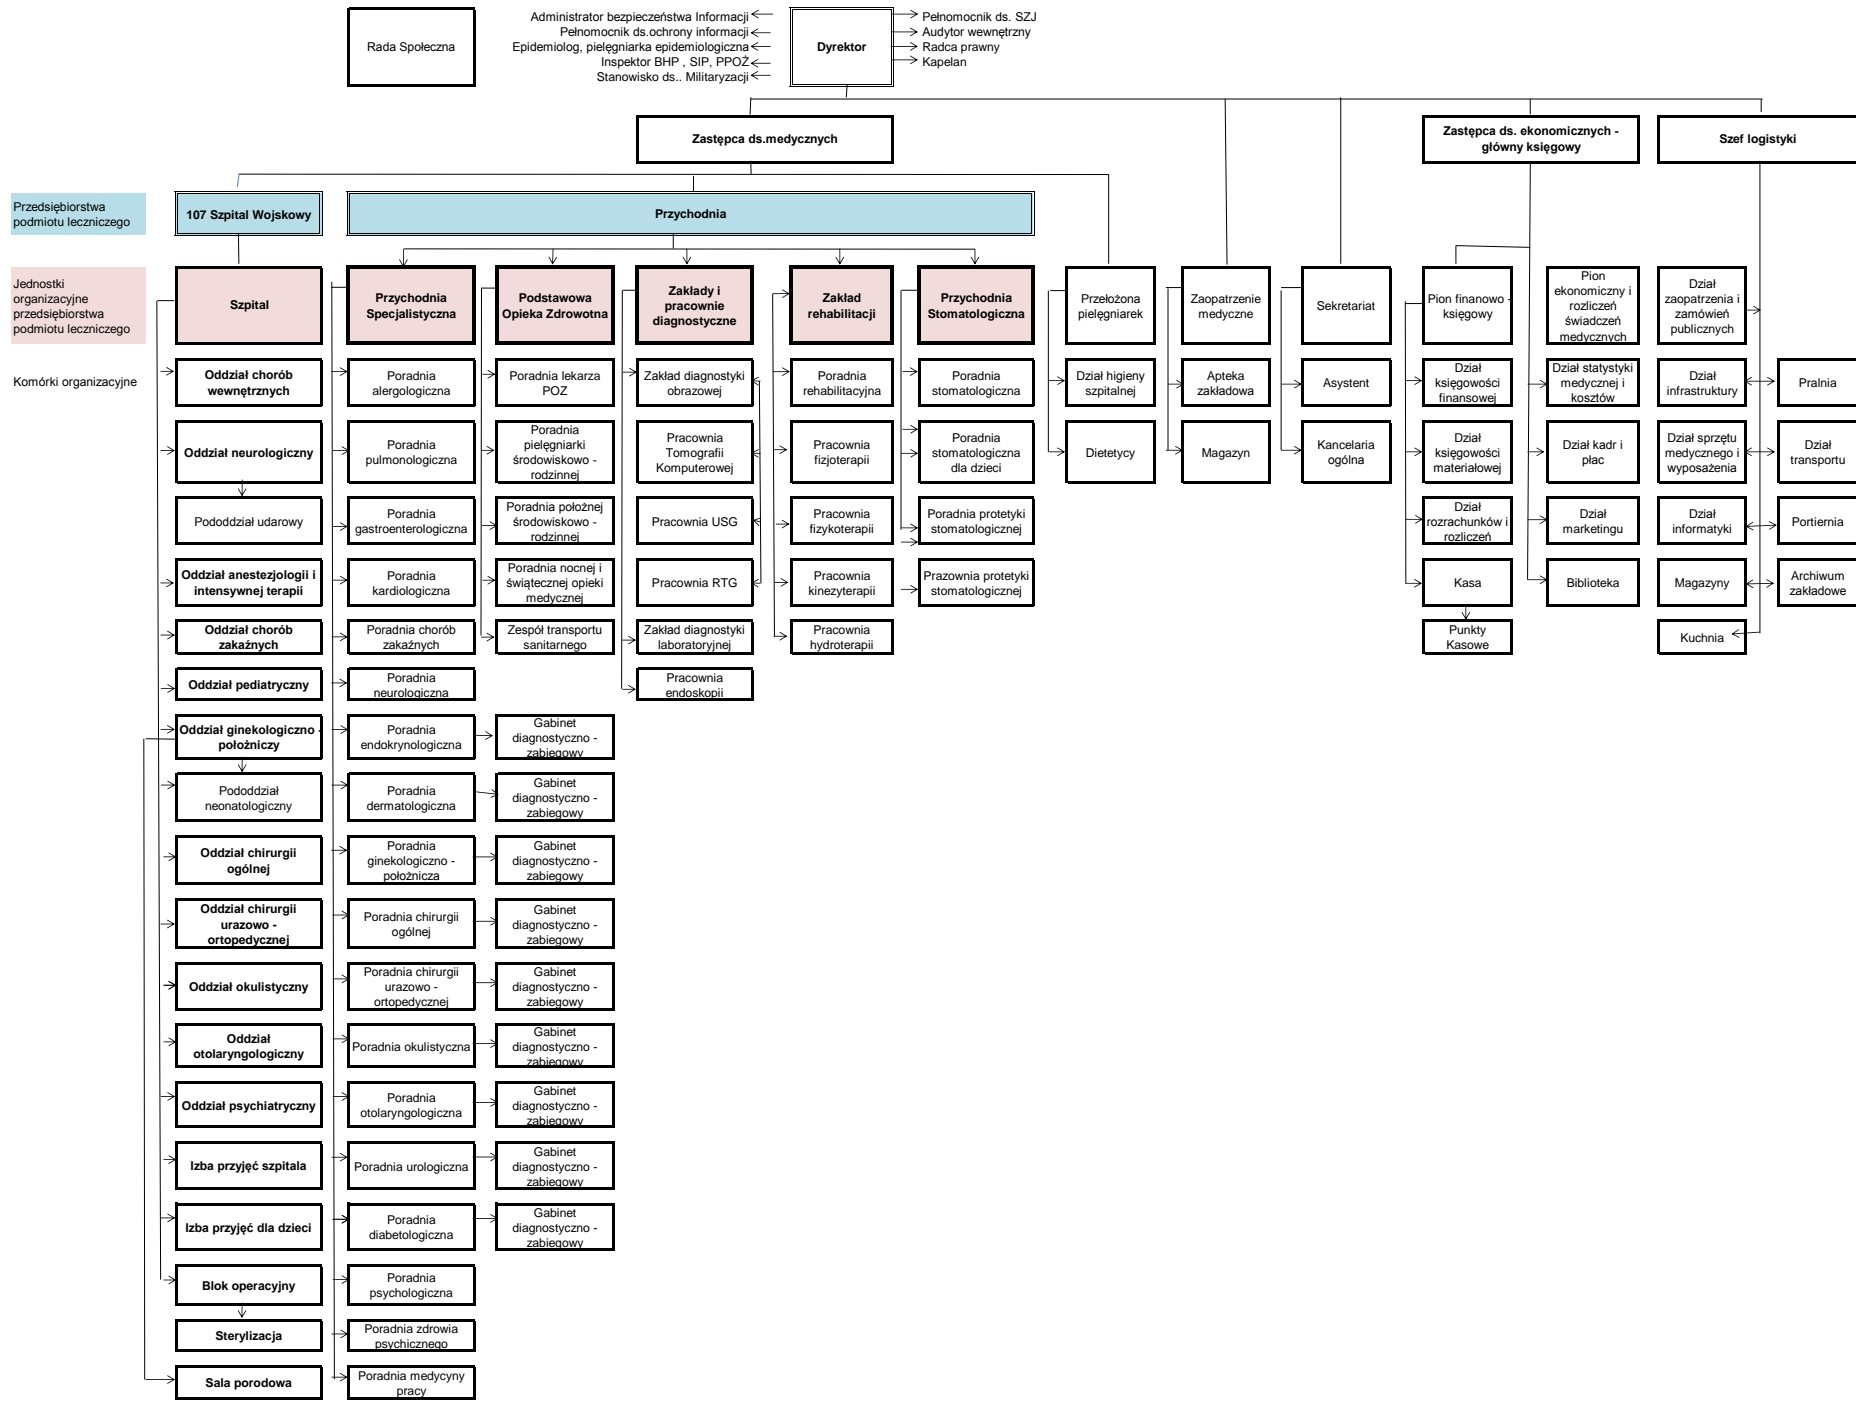 Rada Społeczna
Administrator bezpieczeństwa Informacji
Pełnomocnik ds.ochrony informacji
Epidemiolog, pielęgniarka epidemiologiczna
Inspektor BHP , SIP, PPOŻ
Stanowisko ds.. Militaryzacji
Dyrektor
Pełnomocnik ds. SZJ
Audytor wewnętrzny
Radca prawny
Kapelan
Zastępca ds.medycznych
Zastępca ds. ekonomicznych -
główny księgowy
Szef logistyki
Przedsiębiorstwa
podmiotu leczniczego
107 Szpital Wojskowy
Przychodnia
Jednostki
organizacyjne
przedsiębiorstwa
podmiotu leczniczego
Szpital
Przychodnia
Specjalistyczna
Podstawowa
Opieka Zdrowotna
Zakłady i
pracownie
diagnostyczne
Zakład
rehabilitacji
Przychodnia
Stomatologiczna
Przełożona
pielęgniarek
Zaopatrzenie
medyczne
Sekretariat
Pion finanowo -
księgowy
Pion
ekonomiczny i
rozliczeń
świadczeń
medycznych
Dział
zaopatrzenia i
zamówień
publicznych
Komórki organizacyjne
Oddział chorób
wewnętrznych
Poradnia
alergologiczna
Poradnia lekarza
POZ
Zakład diagnostyki
obrazowej
Poradnia
rehabilitacyjna
Poradnia
stomatologiczna
Dział higieny
szpitalnej
Apteka
zakładowa
Asystent
Dział
księgowości
finansowej
Dział statystyki
medycznej i
kosztów
Dział
infrastruktury
Pralnia
Oddział neurologiczny
Poradnia
pulmonologiczna
Poradnia
pielęgniarki
środowiskowo -
rodzinnej
Pracownia
Tomografii
Komputerowej
Pracownia
fizjoterapii
Poradnia
stomatologiczna
dla dzieci
Dietetycy
Magazyn
Kancelaria
ogólna
Dział
księgowości
materiałowej
Dział kadr i
płac
Dział sprzętu
medycznego i
wyposażenia
Dział
transportu
Pododdział udarowy
Poradnia
gastroenterologiczna
Poradnia położnej
środowiskowo -
rodzinnej
Pracownia USG
Pracownia
fizykoterapii
Poradnia protetyki
stomatologicznej
Dział
rozrachunków i
rozliczeń
Dział
marketingu
Dział
informatyki
Portiernia
Oddział anestezjologii i
intensywnej terapii
Poradnia
kardiologiczna
Poradnia nocnej i
świątecznej opieki
medycznej
Pracownia RTG
Pracownia
kinezyterapii
Prazownia protetyki
stomatologicznej
Kasa
Biblioteka
Magazyny
Archiwum
zakładowe
Oddział chorób
zakaźnych
Poradnia chorób
zakaźnych
Zespół transportu
sanitarnego
Zakład diagnostyki
laboratoryjnej
Pracownia
hydroterapii
Punkty
Kasowe
Kuchnia
Oddział pediatryczny
Poradnia
neurologiczna
Pracownia
endoskopii
Oddział ginekologiczno -
położniczy
Poradnia
endokrynologiczna
Gabinet
diagnostyczno -
zabiegowy
Pododdział
neonatologiczny
Poradnia
dermatologiczna
Gabinet
diagnostyczno -
zabiegowy
Oddział chirurgii
ogólnej
Poradnia
ginekologiczno -
położnicza
Gabinet
diagnostyczno -
zabiegowy
Oddział chirurgii
urazowo -
ortopedycznej
Poradnia chirurgii
ogólnej
Gabinet
diagnostyczno -
zabiegowy
Oddział okulistyczny
Poradnia chirurgii
urazowo -
ortopedycznej
Gabinet
diagnostyczno -
zabiegowy
Oddział
otolaryngologiczny
Poradnia okulistyczna
Gabinet
diagnostyczno -
zabiegowy
Oddział psychiatryczny
Poradnia
otolaryngologiczna
Gabinet
diagnostyczno -
zabiegowy
Izba przyjęć szpitala
Poradnia urologiczna
Gabinet
diagnostyczno -
zabiegowy
Izba przyjęć dla dzieci
Poradnia
diabetologiczna
Gabinet
diagnostyczno -
zabiegowy
Blok operacyjny
Poradnia
psychologiczna
Sterylizacja
Poradnia zdrowia
psychicznego
Sala porodowa
Poradnia medycyny
pracy